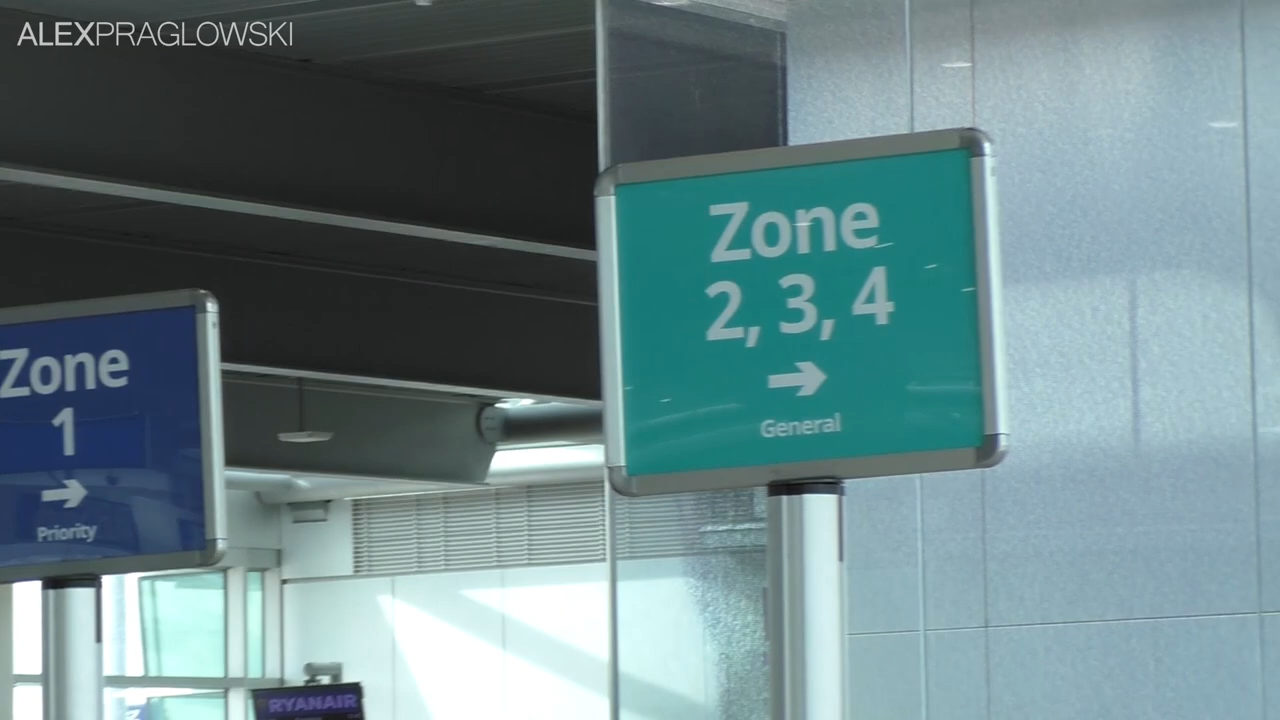 ALEXPRAGLOWSKI
Zone
1
→
Priority
Zone
2, 3, 4
→
General
RYANAIR